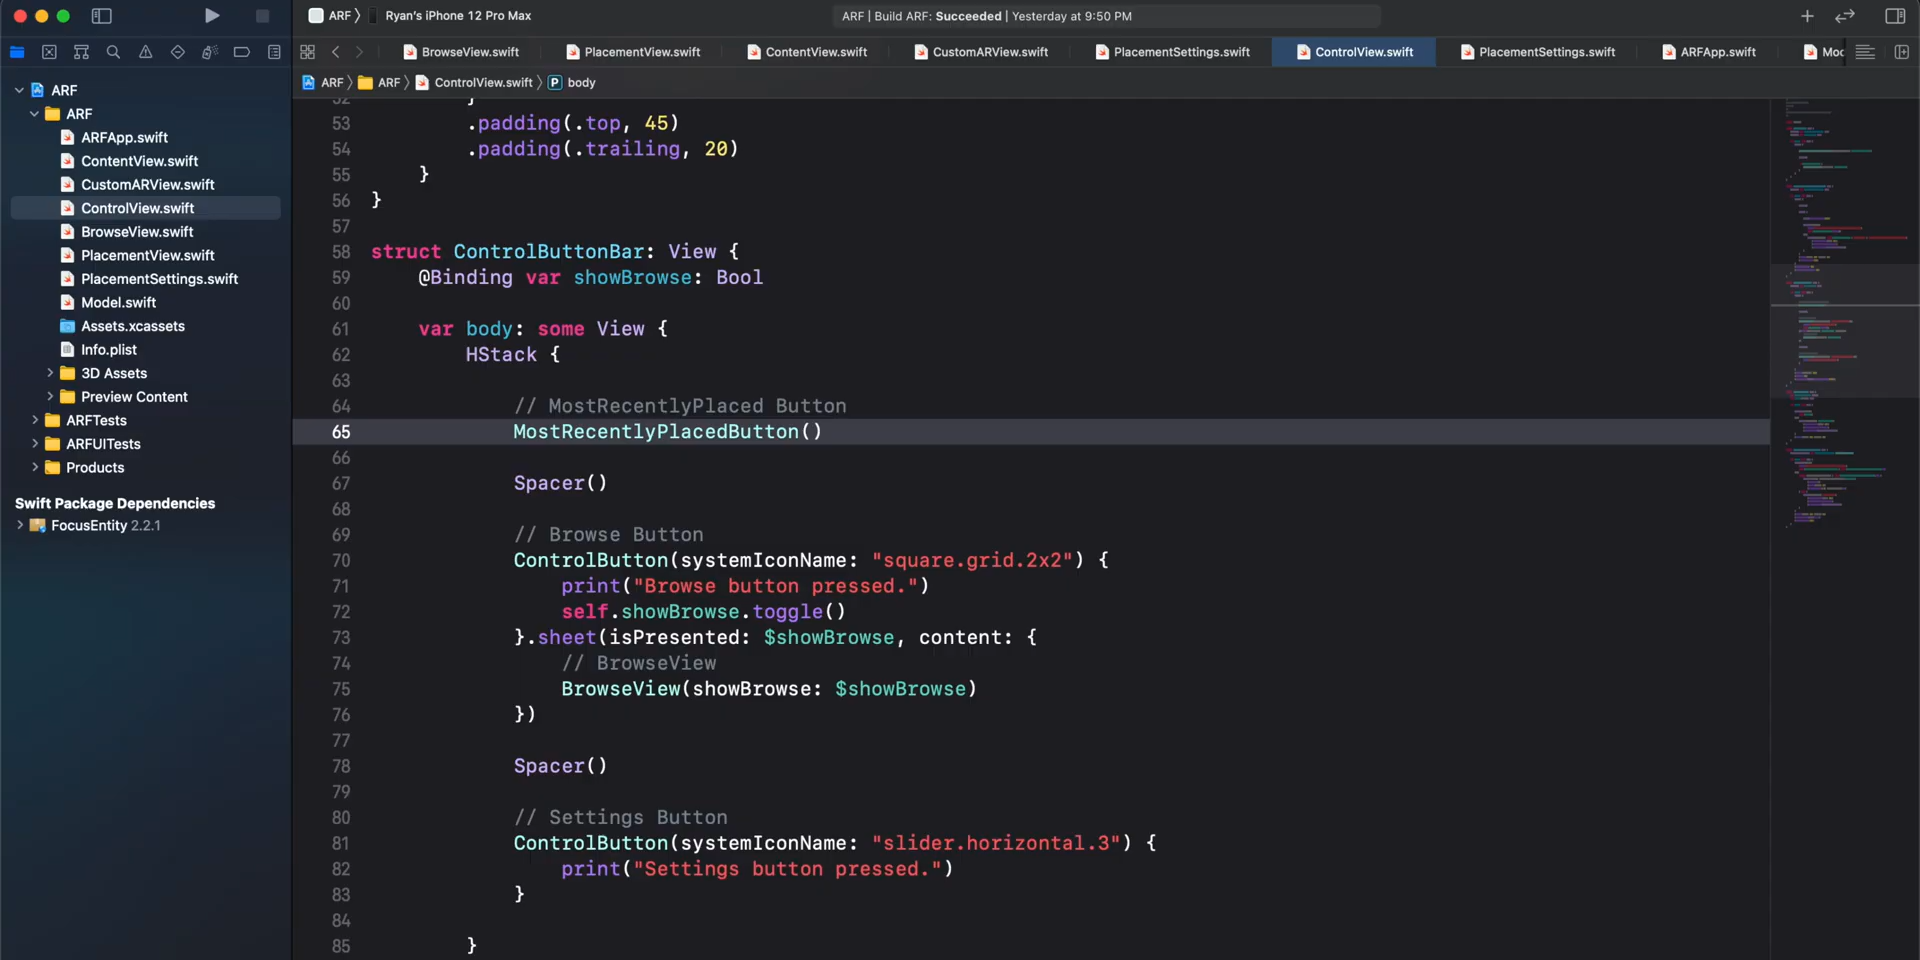 ARF
Ryan's iPhone 12 Pro Max
ARF | Build ARF: Succeeded | Yesterday at 9:50 PM
BrowseView.swift
PlacementView.swift
ContentView.swift
CustomARView.swift
PlacementSettings.swift
ControlView.swift
PlacementSettings.swift
ARFApp.swift
ARF
ARF
ControlView.swift
P body
ARF
ARF
ARFApp.swift
ContentView.swift
CustomARView.swift
ControlView.swift
BrowseView.swift
PlacementView.swift
PlacementSettings.swift
Model.swift
Assets.xcassets
Info.plist
3D Assets
Preview Content
ARFTests
ARFUITests
Products
Swift Package Dependencies
FocusEntity 2.2.1
52 }
53 .padding(.top, 45)
54 .padding(.trailing, 20)
55 }
56 }
57
58 struct ControlButtonBar: View {
59 @Binding var showBrowse: Bool
60
61 var body: some View {
62 HStack {
63
64 // MostRecentlyPlaced Button
65 MostRecentlyPlacedButton()
66
67 Spacer()
68
69 // Browse Button
70 ControlButton(systemIconName: "square.grid.2x2") {
71 print("Browse button pressed.")
72 self.showBrowse.toggle()
73 }.sheet(isPresented: $showBrowse, content: {
74 // BrowseView
75 BrowseView(showBrowse: $showBrowse)
76 })
77
78 Spacer()
79
80 // Settings Button
81 ControlButton(systemIconName: "slider.horizontal.3") {
82 print("Settings button pressed.")
83 }
84
85 }